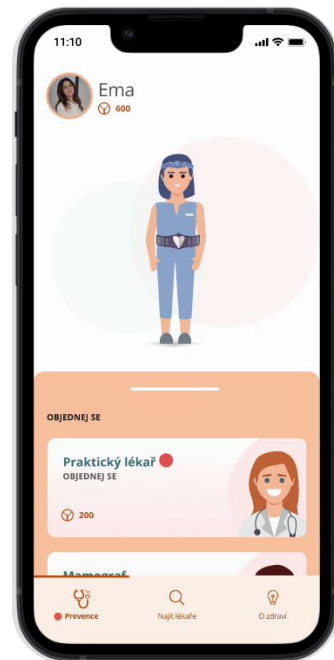 11:10
Ema
600
OBJEDNEJ SE
Praktický lékař
OBJEDNEJ SE
200
Mamograf
Prevence
Najít lékaře
O zdraví